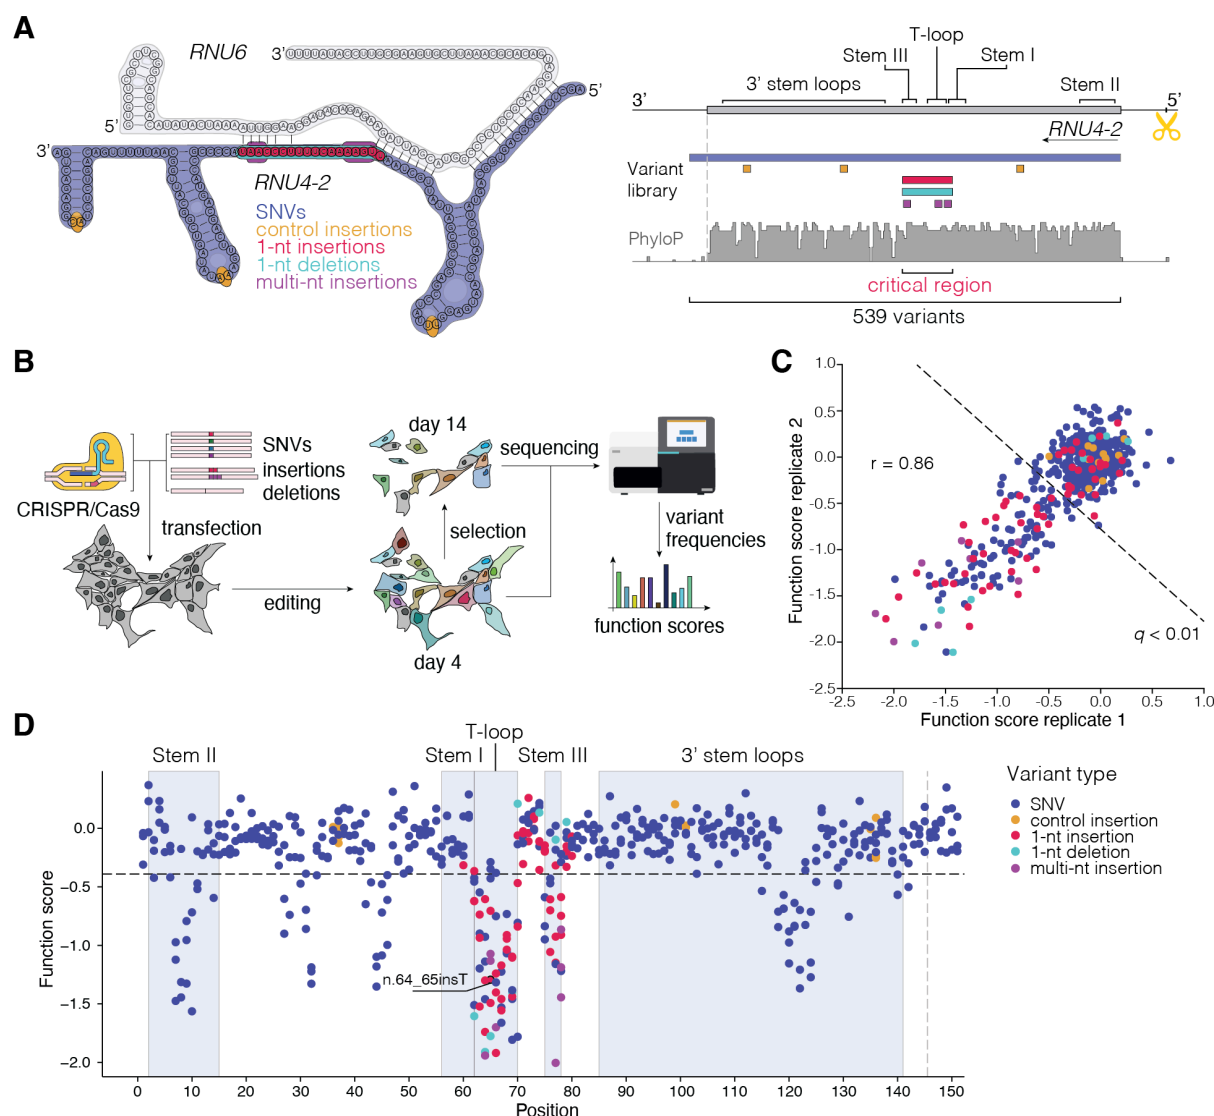 A
RNU6
3'
5'
5'
3'
RNU4-2
SNVs
control insertions
1-nt insertions
1-nt deletions
multi-nt insertions
T-loop
Stem III
Stem I
3' stem loops
Stem II
3'
5'
RNU4-2
Variant
library
PhyloP
critical region
539 variants
B
CRISPR/Cas9
SNVs
insertions
deletions
transfection
editing
day 14
selection
day 4
sequencing
variant
frequencies
function scores
C
1.0
0.5
0.0
-0.5
-1.0
-1.5
-2.0
-2.5
Function score replicate 2
r = 0.86
q < 0.01
-2.5 -2.0 -1.5 -1.0 -0.5 0.0 0.5 1.0
Function score replicate 1
D
T-loop
Stem II
Stem I
Stem III
3' stem loops
0.0
−0.5
−1.0
−1.5
−2.0
Function score
n.64_65insT
0 10 20 30 40 50 60 70 80 90 100 110 120 130 140 150
Position
Variant type
SNV
control insertion
1-nt insertion
1-nt deletion
multi-nt insertion